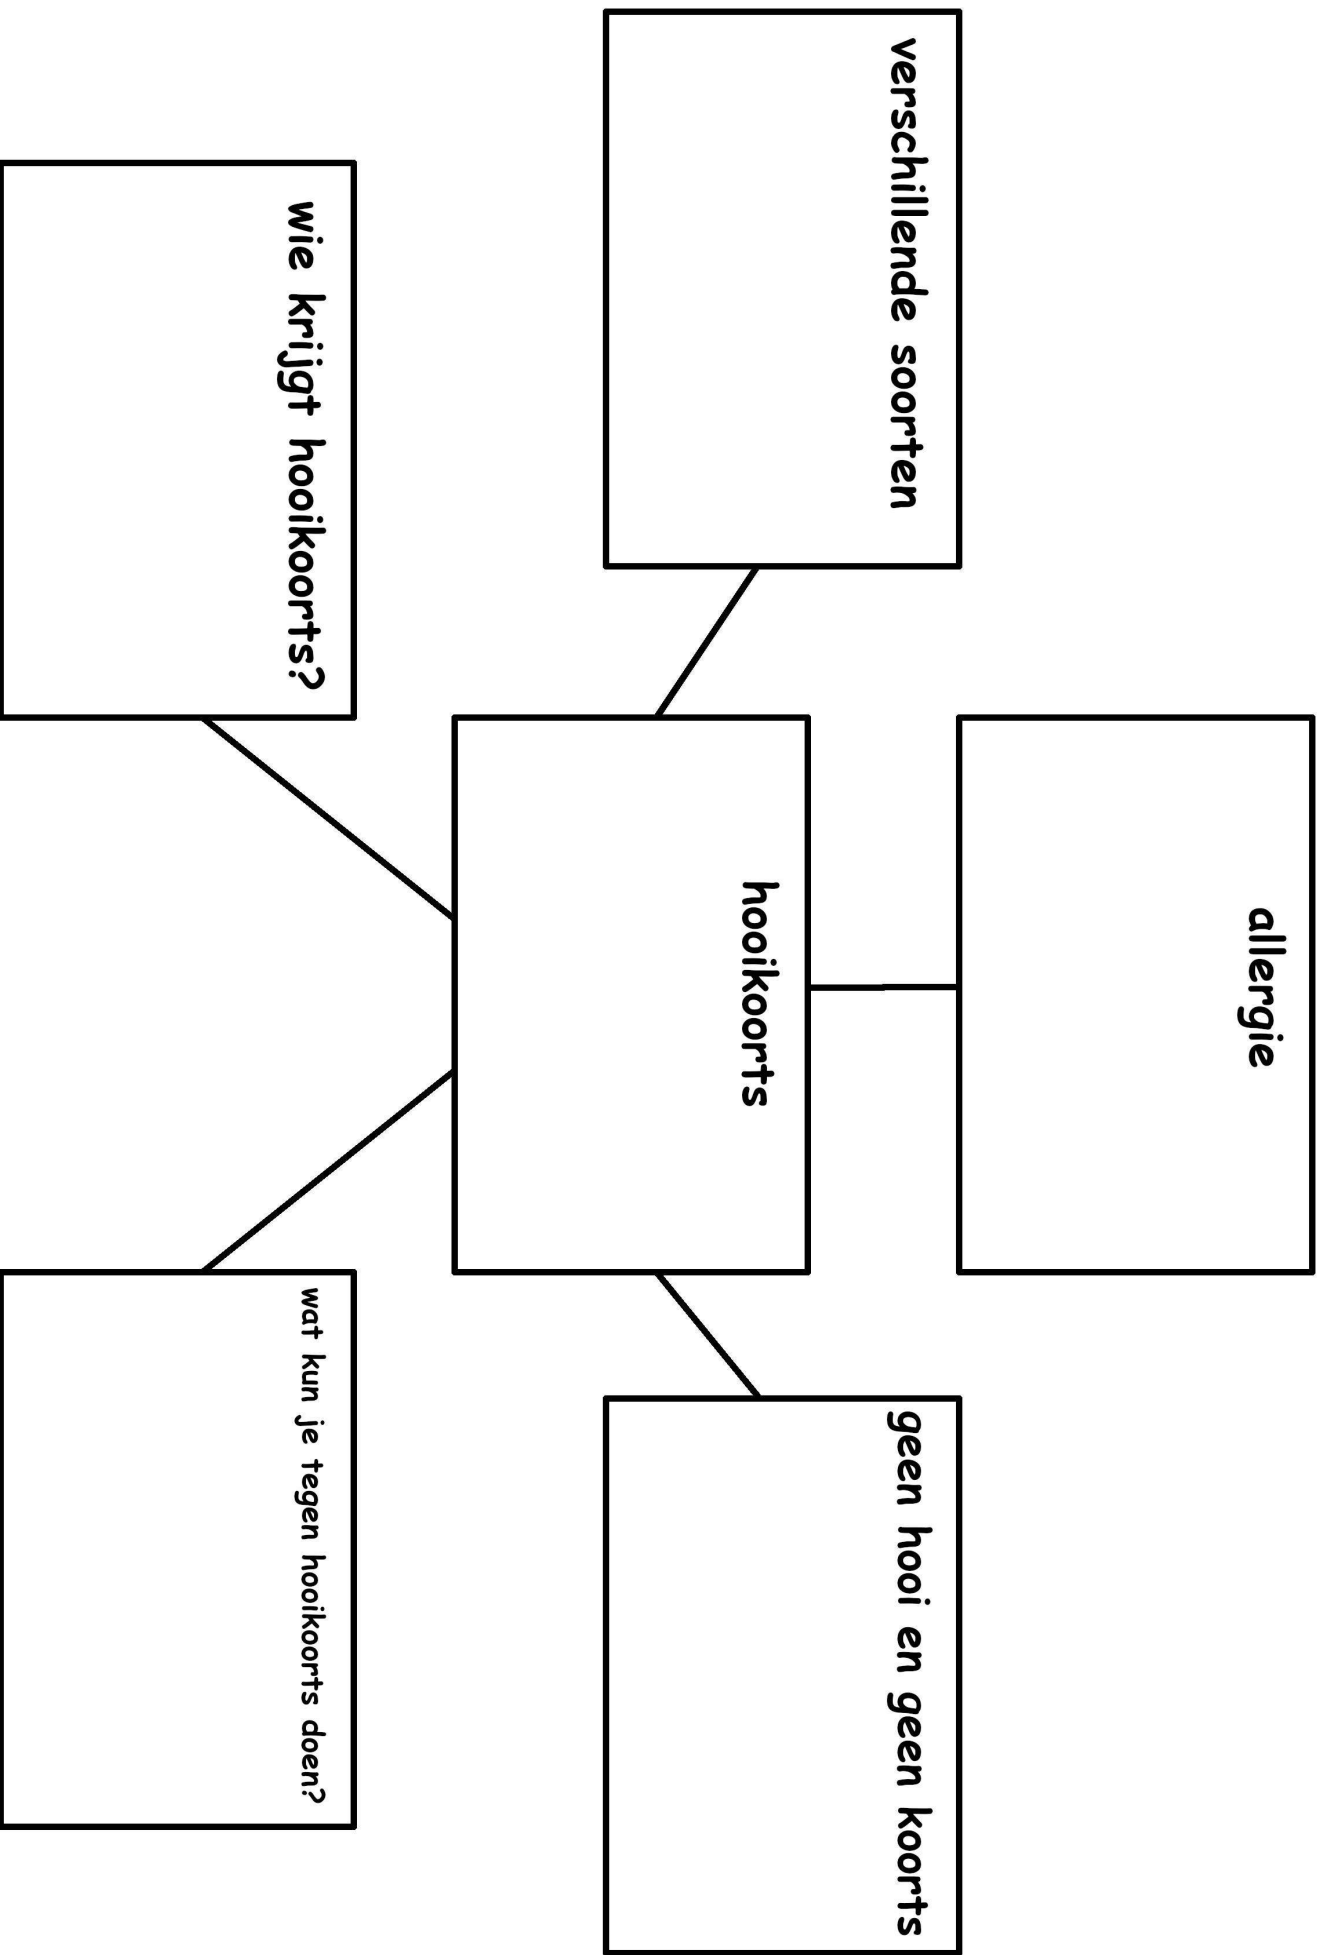 allergie
verschillende soorten
geen hooi en geen koorts
hooikoorts
wie krijgt hooikoorts?
wat kun je tegen hooikoorts doen?